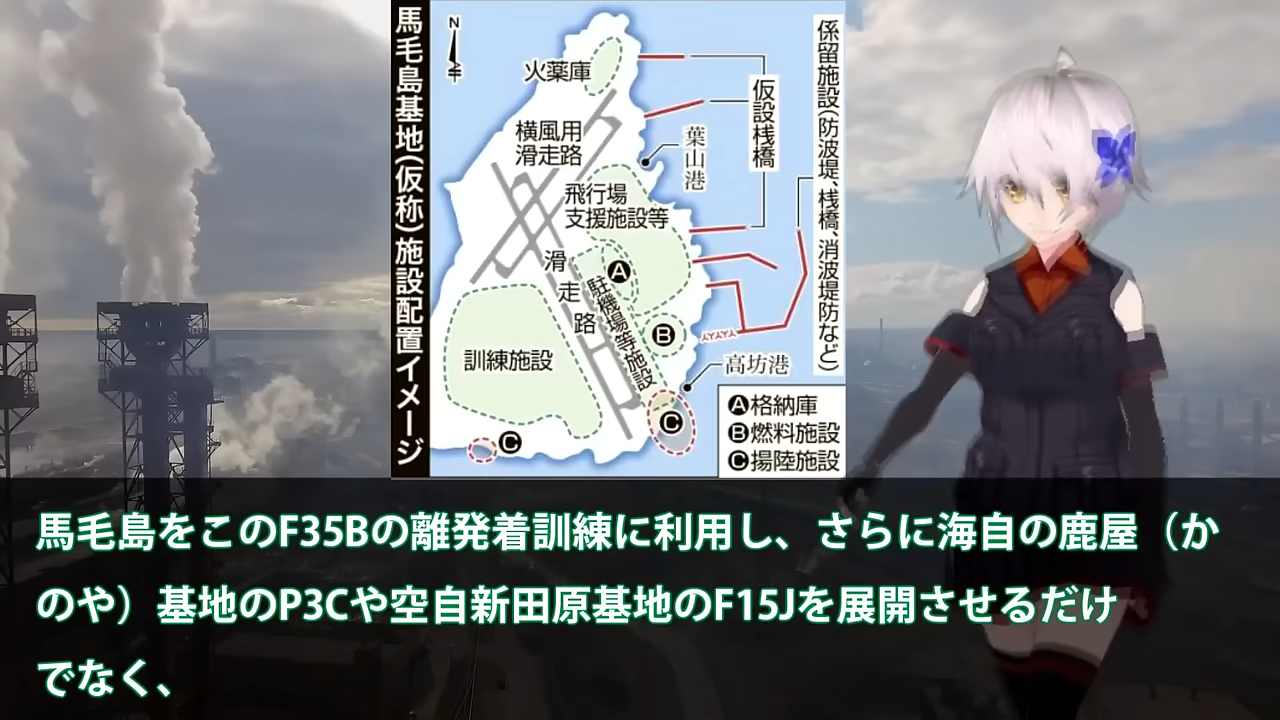 馬毛島基地(仮称)施設配置イメージ
N
火薬庫
横風用
滑走路
飛行場
支援施設等
滑走路
駐機場等施設
訓練施設
A
B
C
C
葉山港
仮設桟橋
高坊港
係留施設(防波堤、桟橋、消波堤防など)
A格納庫
B燃料施設
C揚陸施設
馬毛島をこのF35Bの離発着訓練に利用し、さらに海自の鹿屋（か
のや）基地のP3Cや空自新田原基地のF15Jを展開させるだけ
でなく、